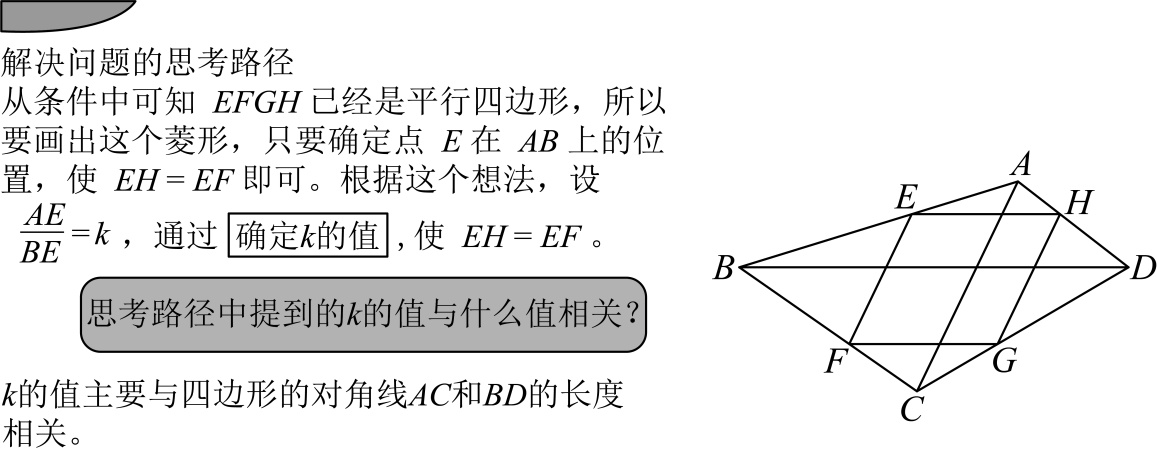 解决问题的思考路径
从条件中可知 EFGH 已经是平行四边形，所以
要画出这个菱形，只要确定点 E 在 AB 上的位
置，使 EH = EF 即可。根据这个想法，设
AE/BE = k ，通过 确定k的值 , 使 EH = EF 。
思考路径中提到的k的值与什么值相关？
k的值主要与四边形的对角线AC和BD的长度
相关。
A
E
H
B
D
F
G
C